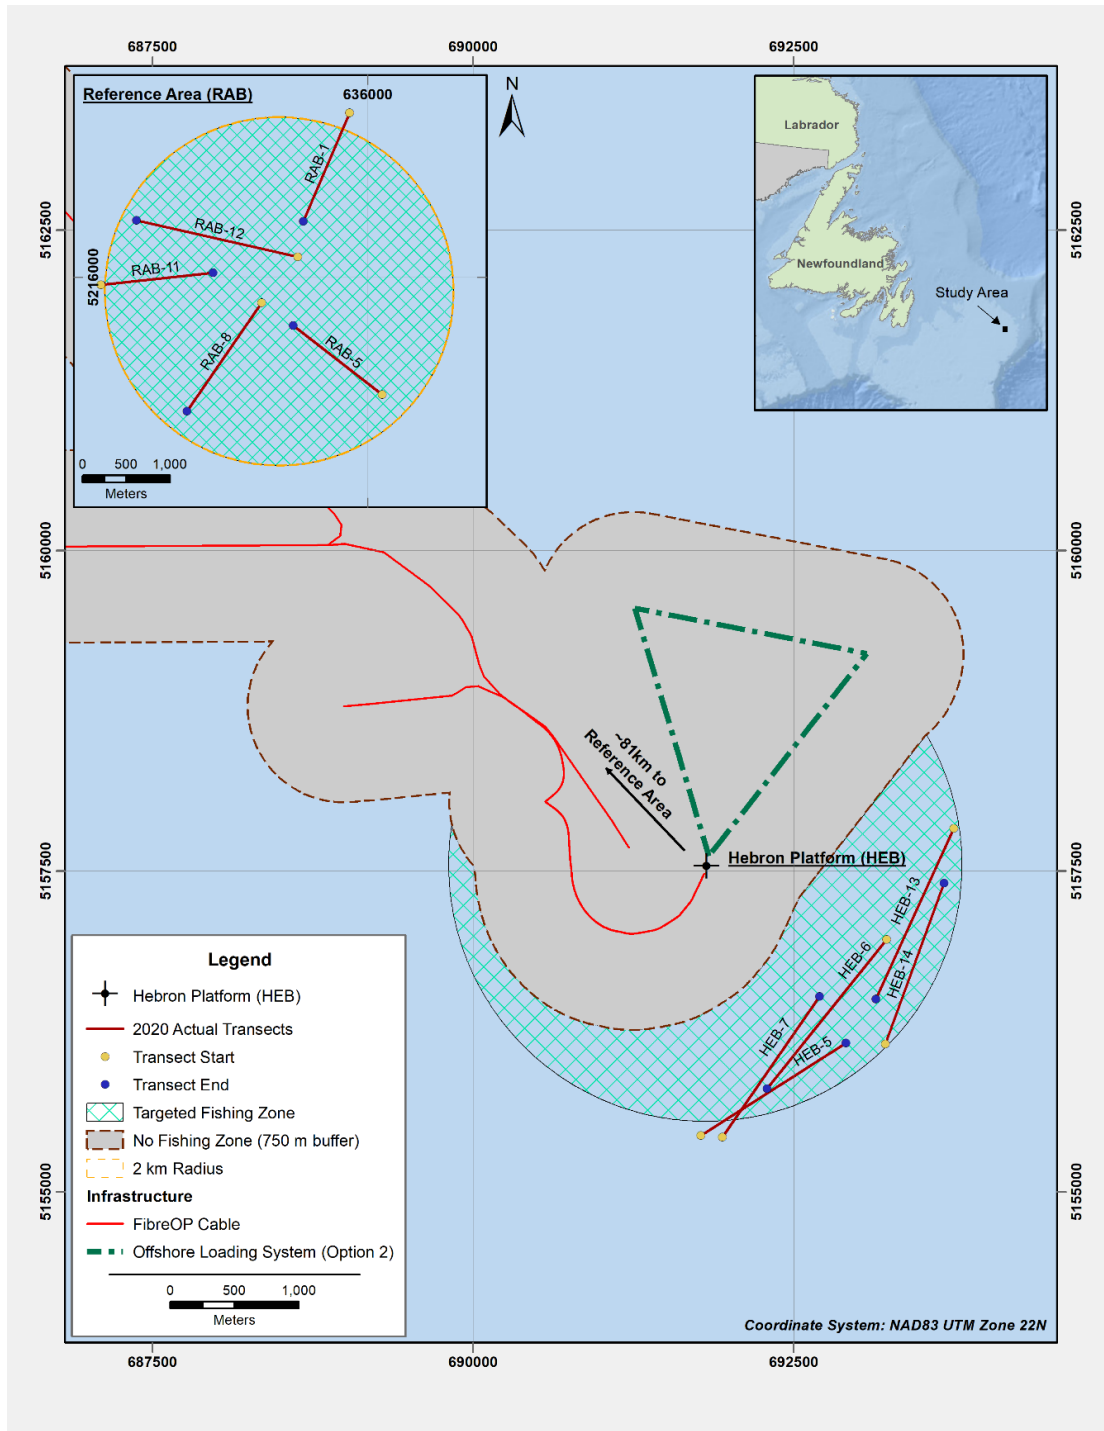 687500
690000
692500
Reference Area (RAB)
636000
N
RAB-1
RAB-12
RAB-11
5216000
RAB-8
RAB-5
0 500 1,000
Meters
Labrador
Newfoundland
Study Area
5162500
5162500
5160000
5160000
~81km to
Reference Area
Hebron Platform (HEB)
5157500
5157500
HEB-13
HEB-6
HEB-14
HEB-7
HEB-5
Legend
Hebron Platform (HEB)
2020 Actual Transects
Transect Start
Transect End
Targeted Fishing Zone
No Fishing Zone (750 m buffer)
2 km Radius
Infrastructure
FibreOP Cable
Offshore Loading System (Option 2)
0 500 1,000
Meters
5155000
5155000
Coordinate System: NAD83 UTM Zone 22N
687500
690000
692500